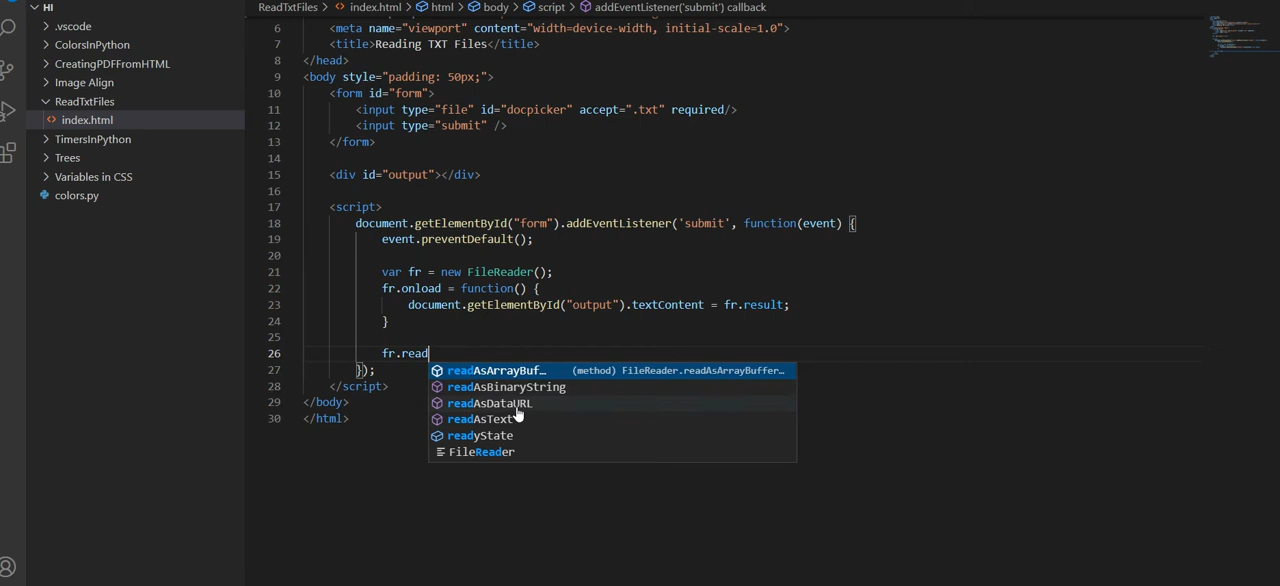 HI
.vscode
ColorsInPython
CreatingPDFFromHTML
Image Align
ReadTxtFiles
index.html
TimersInPython
Trees
Variables in CSS
colors.py
ReadTxtFiles > index.html > html > body > script > addEventListener('submit') callback
6 <meta name="viewport" content="width=device-width, initial-scale=1.0">
7 <title>Reading TXT Files</title>
8 </head>
9 <body style="padding: 50px;">
10 <form id="form">
11 <input type="file" id="docpicker" accept=".txt" required/>
12 <input type="submit" />
13 </form>
14
15 <div id="output"></div>
16
17 <script>
18 document.getElementById("form").addEventListener('submit', function(event) {
19 event.preventDefault();
20
21 var fr = new FileReader();
22 fr.onload = function() {
23 document.getElementById("output").textContent = fr.result;
24 }
25
26 fr.read
27 });
28 </script>
29 </body>
30 </html>
readAsArrayBuf… (method) FileReader.readAsArrayBuffer…
readAsBinaryString
readAsDataURL
readAsText
readyState
FileReader